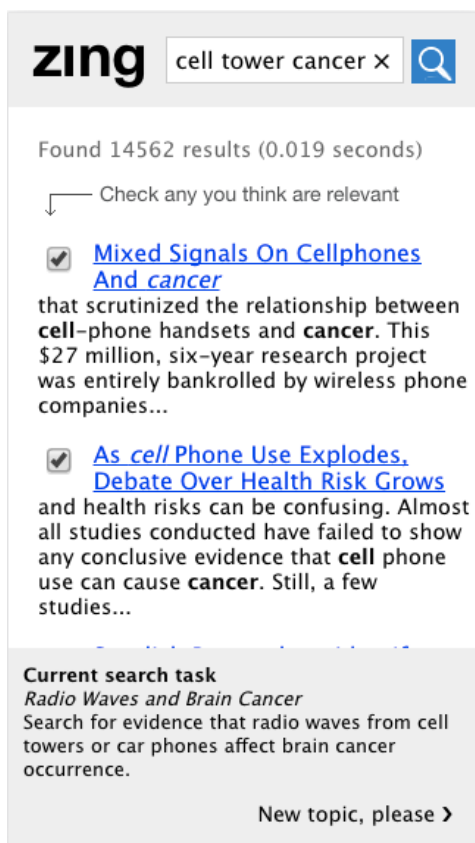 zıng
cell tower cancer ×
Found 14562 results (0.019 seconds)
Check any you think are relevant
Mixed Signals On Cellphones
And cancer
that scrutinized the relationship between
cell–phone handsets and cancer. This
$27 million, six–year research project
was entirely bankrolled by wireless phone
companies...
As cell Phone Use Explodes,
Debate Over Health Risk Grows
and health risks can be confusing. Almost
all studies conducted have failed to show
any conclusive evidence that cell phone
use can cause cancer. Still, a few
studies...
Current search task
Radio Waves and Brain Cancer
Search for evidence that radio waves from cell
towers or car phones affect brain cancer
occurrence.
New topic, please ❯